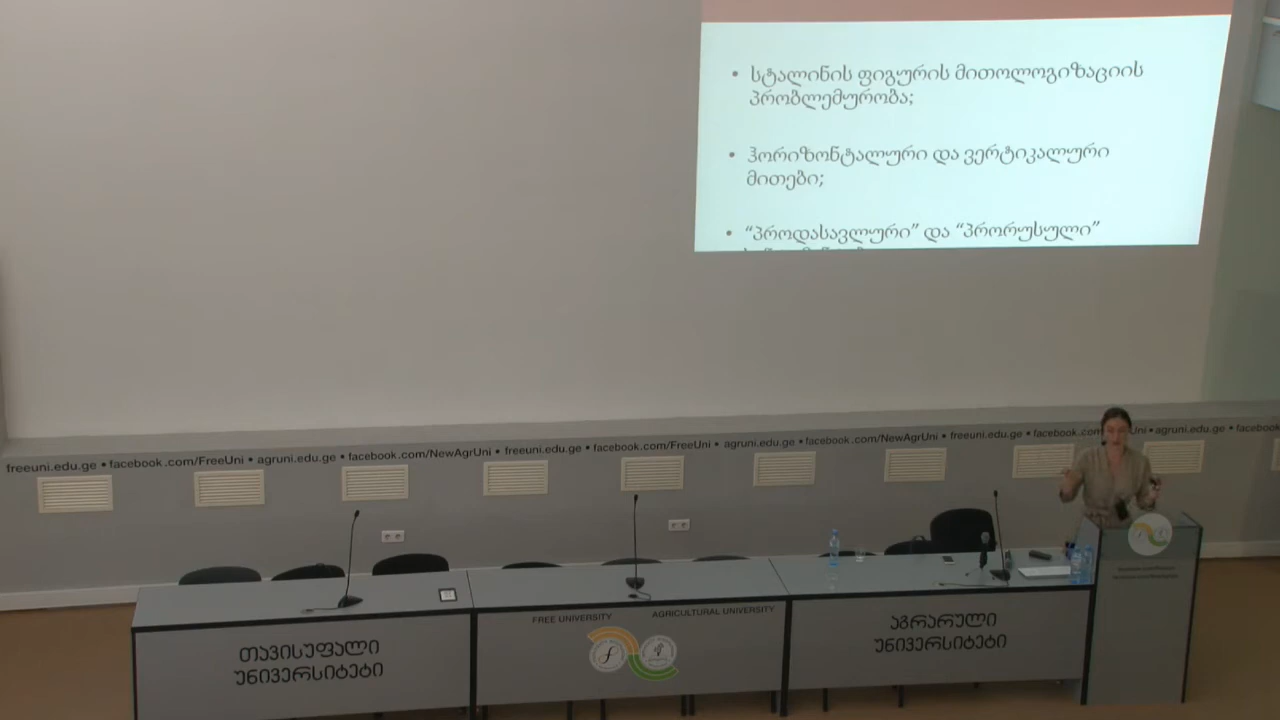 • სტალინის ფიგურის მითოლოგიზაციის
პრობლემურობა;
• ჰორიზონტალური და ვერტიკალური
მითები;
• “პროდასავლური” და “პრორუსული”
freeuni.edu.ge • facebook.com/FreeUni • agruni.edu.ge • facebook.com/NewAgrUni • freeuni.edu.ge • facebook.com/FreeUni • agruni.edu.ge • facebook.com/NewAgrUni • freeuni.edu.ge • facebook.com Uni • agruni.edu.ge • facebook
FREE UNIVERSITY AGRICULTURAL UNIVERSITY
თავისუფალი
უნივერსიტეტი
აგრარული
უნივერსიტეტი